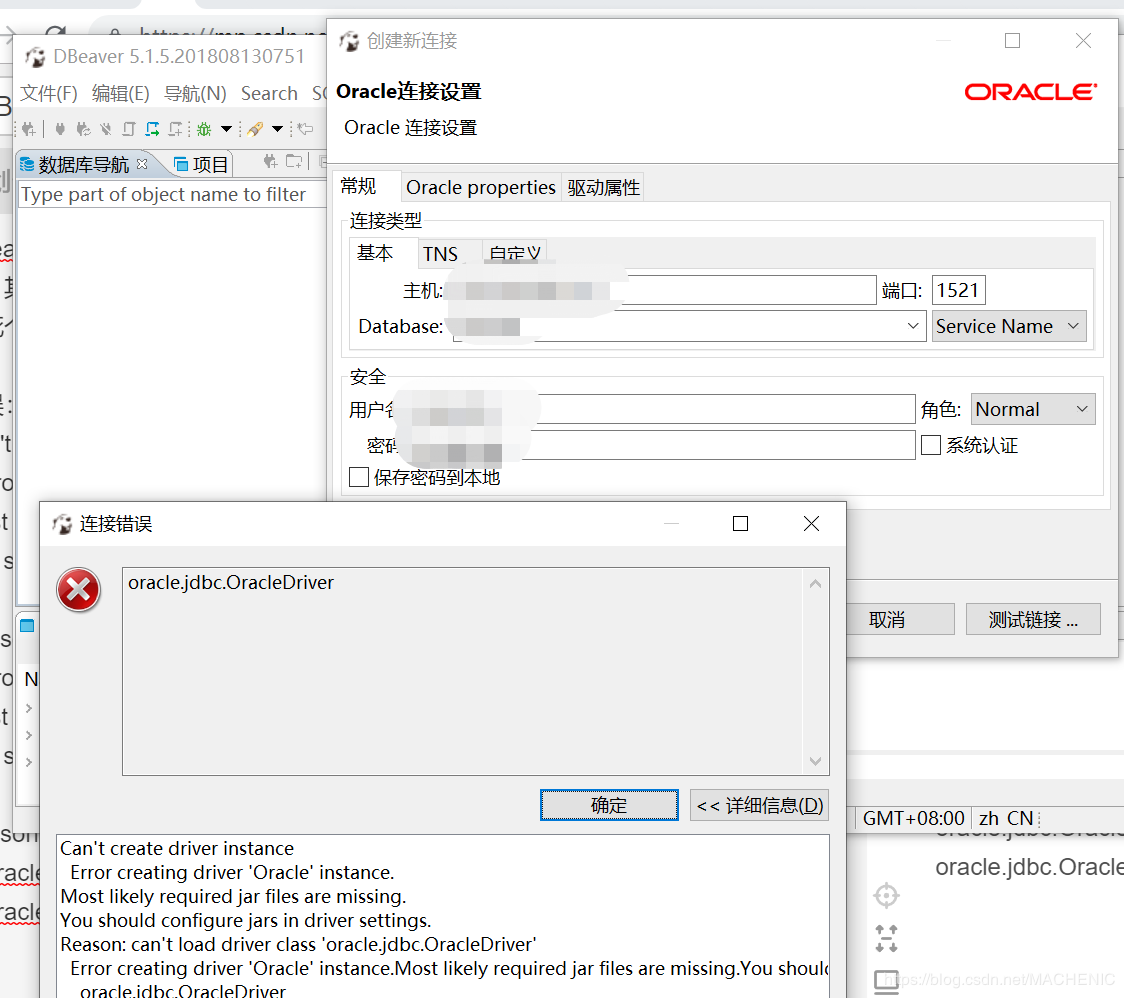 DBeaver 5.1.5.201808130751
文件(F) 编辑(E) 导航(N) Search
数据库导航 项目
Type part of object name to filter
创建新连接
Oracle连接设置
ORACLE
Oracle 连接设置
常规 Oracle properties 驱动属性
连接类型
基本 TNS 自定义
主机: 端口: 1521
Database: Service Name
安全
用户名 角色: Normal
密码 系统认证
保存密码到本地
取消 测试链接 ...
连接错误
oracle.jdbc.OracleDriver
确定 << 详细信息(D)
Can't create driver instance
Error creating driver 'Oracle' instance.
Most likely required jar files are missing.
You should configure jars in driver settings.
Reason: can't load driver class 'oracle.jdbc.OracleDriver'
Error creating driver 'Oracle' instance.Most likely required jar files are missing.You
oracle.jdbc.OracleDriver
GMT+08:00 zh CN
oracle.jdbc.Oracle
https://blog.csdn.net/MACHENIC